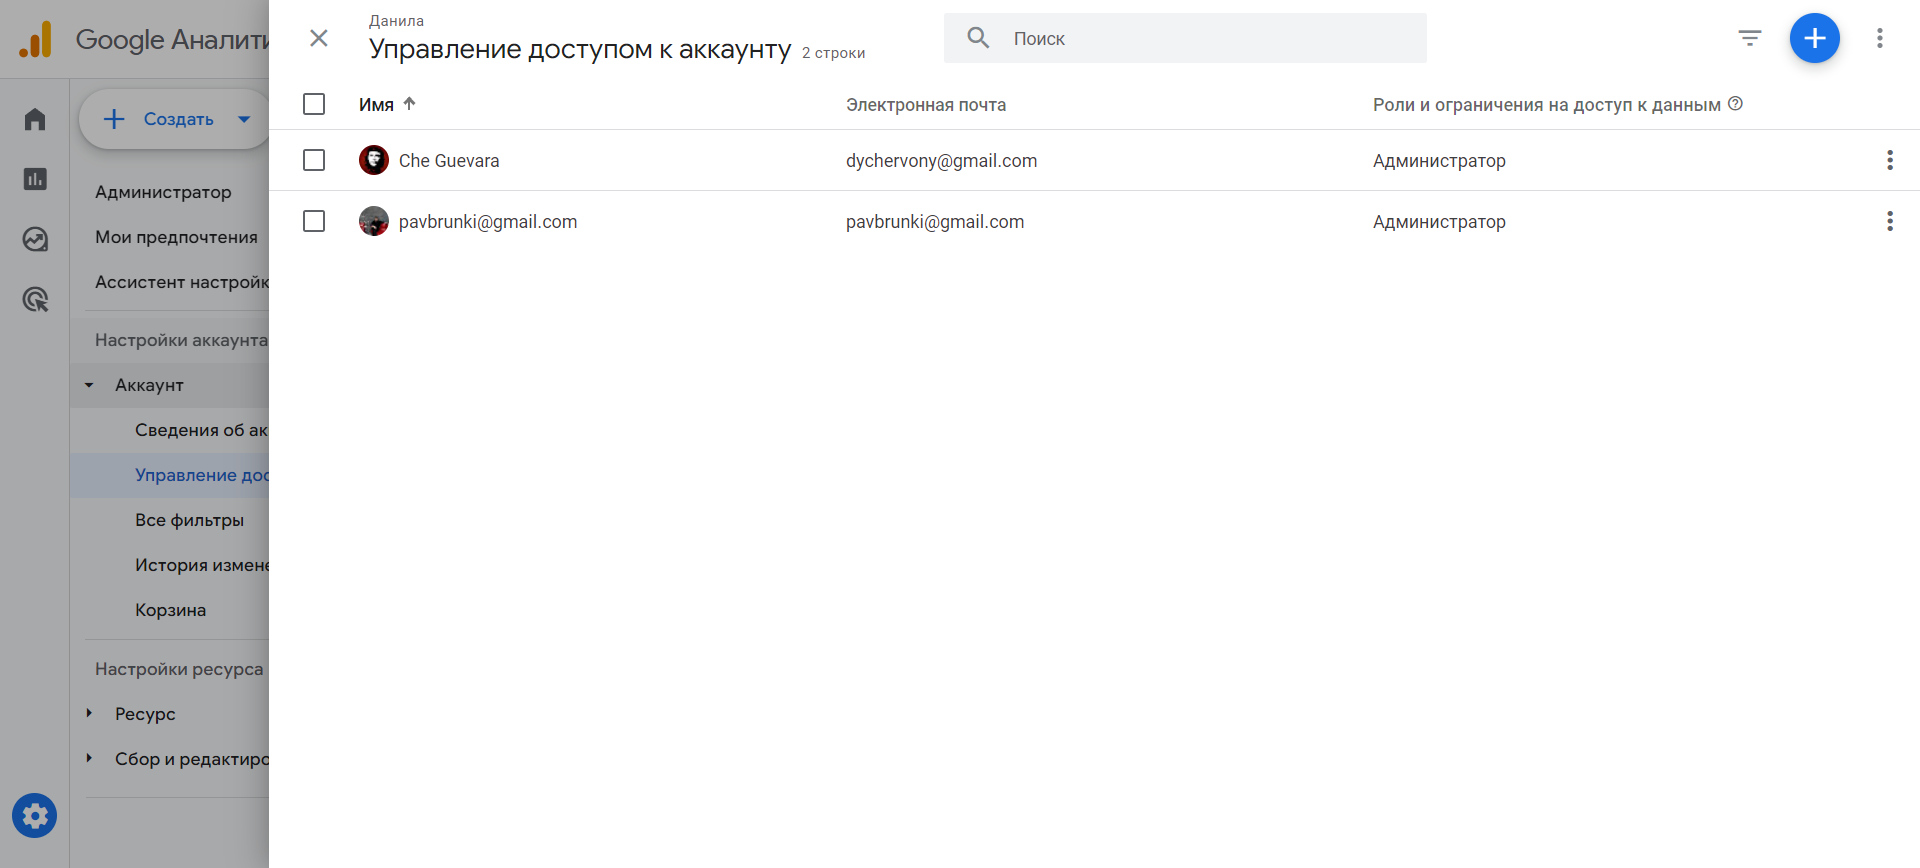 Google Аналити
Данила
Управление доступом к аккаунту 2 строки
Поиск
Создать
Администратор
Мои предпочтения
Ассистент настройк
Настройки аккаунта
Аккаунт
Сведения об ак
Управление дос
Все фильтры
История измене
Корзина
Настройки ресурса
Ресурс
Сбор и редактиро
Имя Электронная почта Роли и ограничения на доступ к данным
Che Guevara dychervony@gmail.com Администратор
pavbrunki@gmail.com pavbrunki@gmail.com Администратор